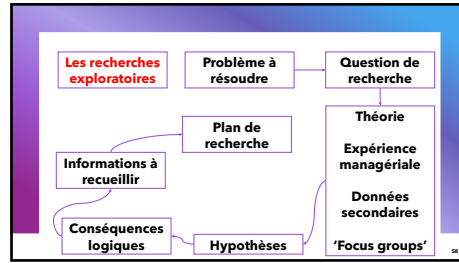 Les recherches
exploratoires
Problème à
résoudre
Question de
recherche
Théorie
Expérience
managériale
Données
secondaires
‘Focus groups’
Plan de
recherche
Informations à
recueillir
Conséquences
logiques
Hypothèses
58